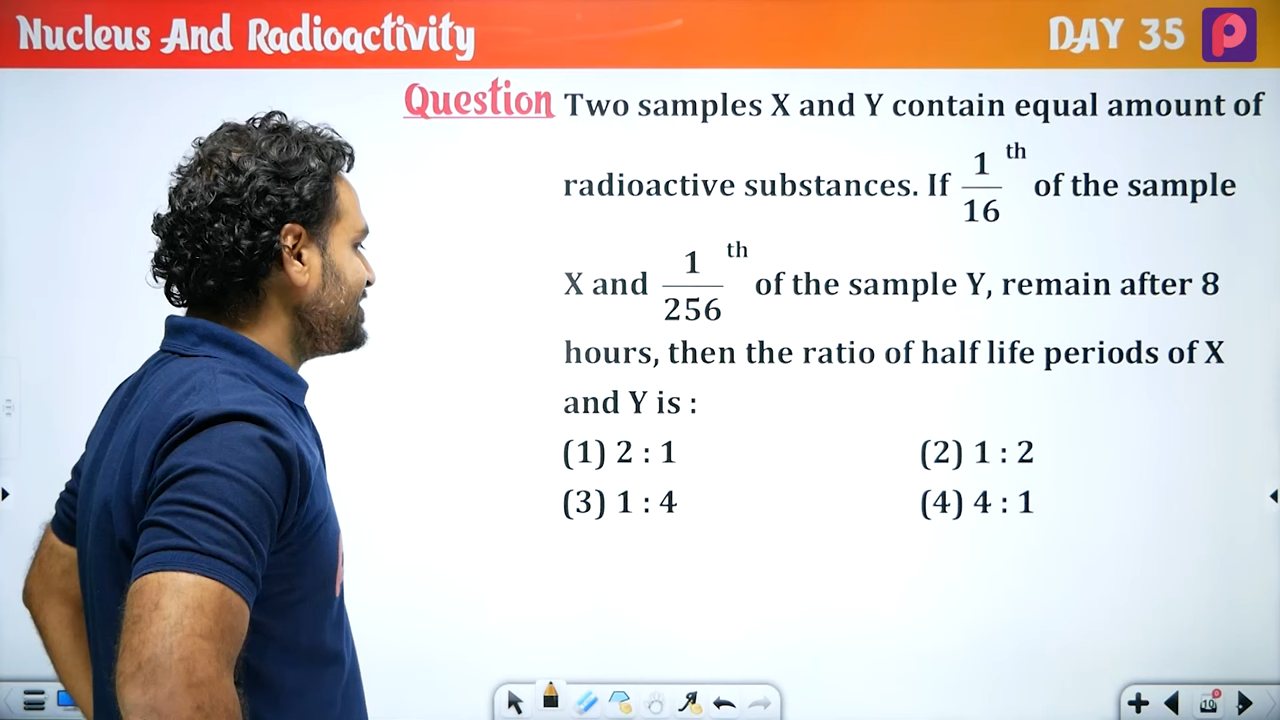 Nucleus And Radioactivity
DAY 35
Question Two samples X and Y contain equal amount of
radioactive substances. If 1/16 th of the sample
X and 1/256 th of the sample Y, remain after 8
hours, then the ratio of half life periods of X
and Y is :
(1) 2 : 1 (2) 1 : 2
(3) 1 : 4 (4) 4 : 1